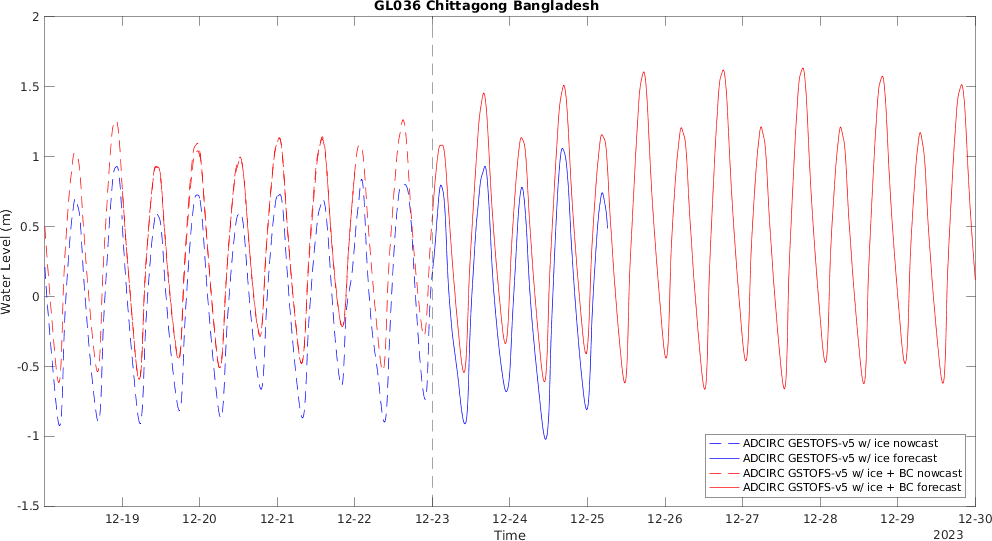 GL036 Chittagong Bangladesh
2
1.5
1
0.5
0
-0.5
-1
-1.5
Water Level (m)
12-19 12-20 12-21 12-22 12-23 12-24 12-25 12-26 12-27 12-28 12-29 12-30
Time
2023
ADCIRC GESTOFS-v5 w/ ice nowcast
ADCIRC GESTOFS-v5 w/ ice forecast
ADCIRC GSTOFS-v5 w/ ice + BC nowcast
ADCIRC GSTOFS-v5 w/ ice + BC forecast